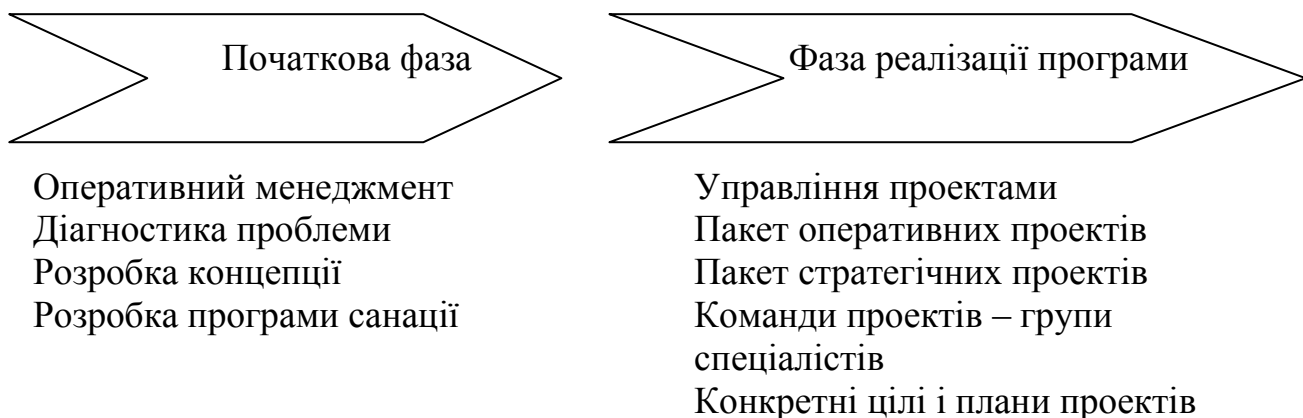 Початкова фаза
Фаза реалізації програми
Оперативний менеджмент
Діагностика проблеми
Розробка концепції
Розробка програми санації
Управління проектами
Пакет оперативних проектів
Пакет стратегічних проектів
Команди проектів – групи
спеціалістів
Конкретні цілі і плани проектів